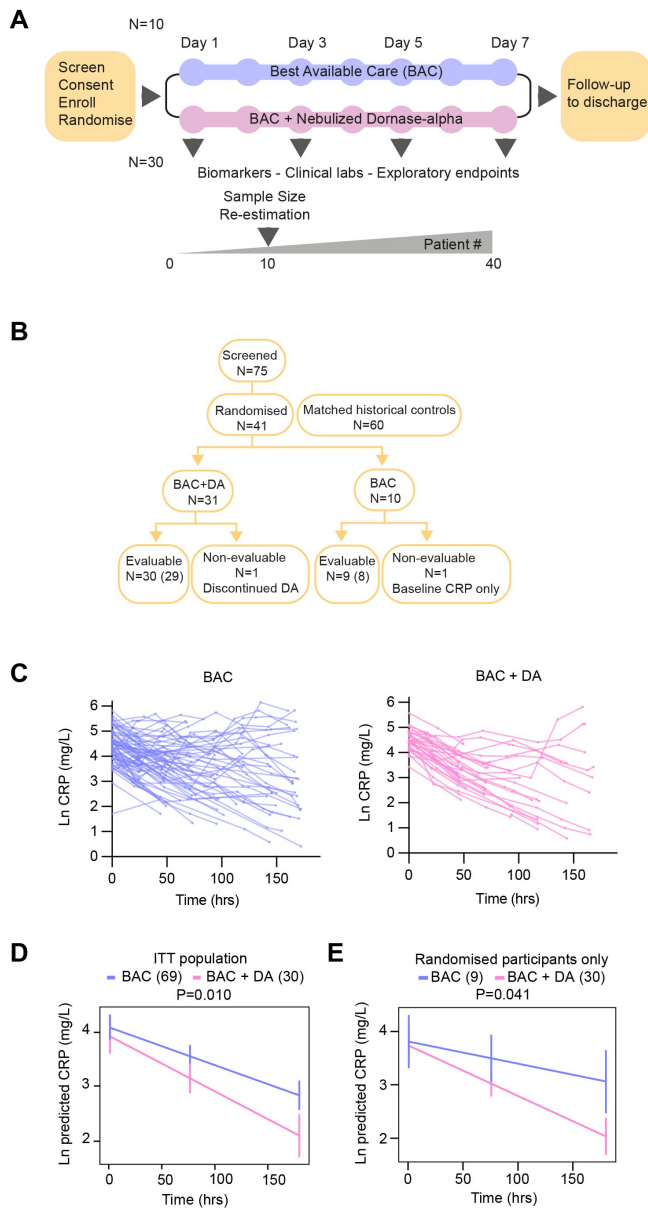 A
N=10
Day 1
Day 3
Day 5
Day 7
Screen
Consent
Enroll
Randomise
Best Available Care (BAC)
BAC + Nebulized Dornase-alpha
Follow-up
to discharge
N=30
Biomarkers - Clinical labs - Exploratory endpoints
Sample Size
Re-estimation
Patient #
0
10
40
B
Screened
N=75
Randomised
N=41
Matched historical controls
N=60
BAC+DA
N=31
BAC
N=10
Evaluable
N=30 (29)
Non-evaluable
N=1
Discontinued DA
Evaluable
N=9 (8)
Non-evaluable
N=1
Baseline CRP only
C
BAC
Ln CRP (mg/L)
6
5
4
3
2
1
0
0
50
100
150
Time (hrs)
BAC + DA
Ln CRP (mg/L)
6
5
4
3
2
1
0
0
50
100
150
Time (hrs)
D
ITT population
BAC (69)
BAC + DA (30)
P=0.010
Ln predicted CRP (mg/L)
4
3
2
0
50
100
150
Time (hrs)
E
Randomised participants only
BAC (9)
BAC + DA (30)
P=0.041
Ln predicted CRP (mg/L)
4
3
2
0
50
100
150
Time (hrs)